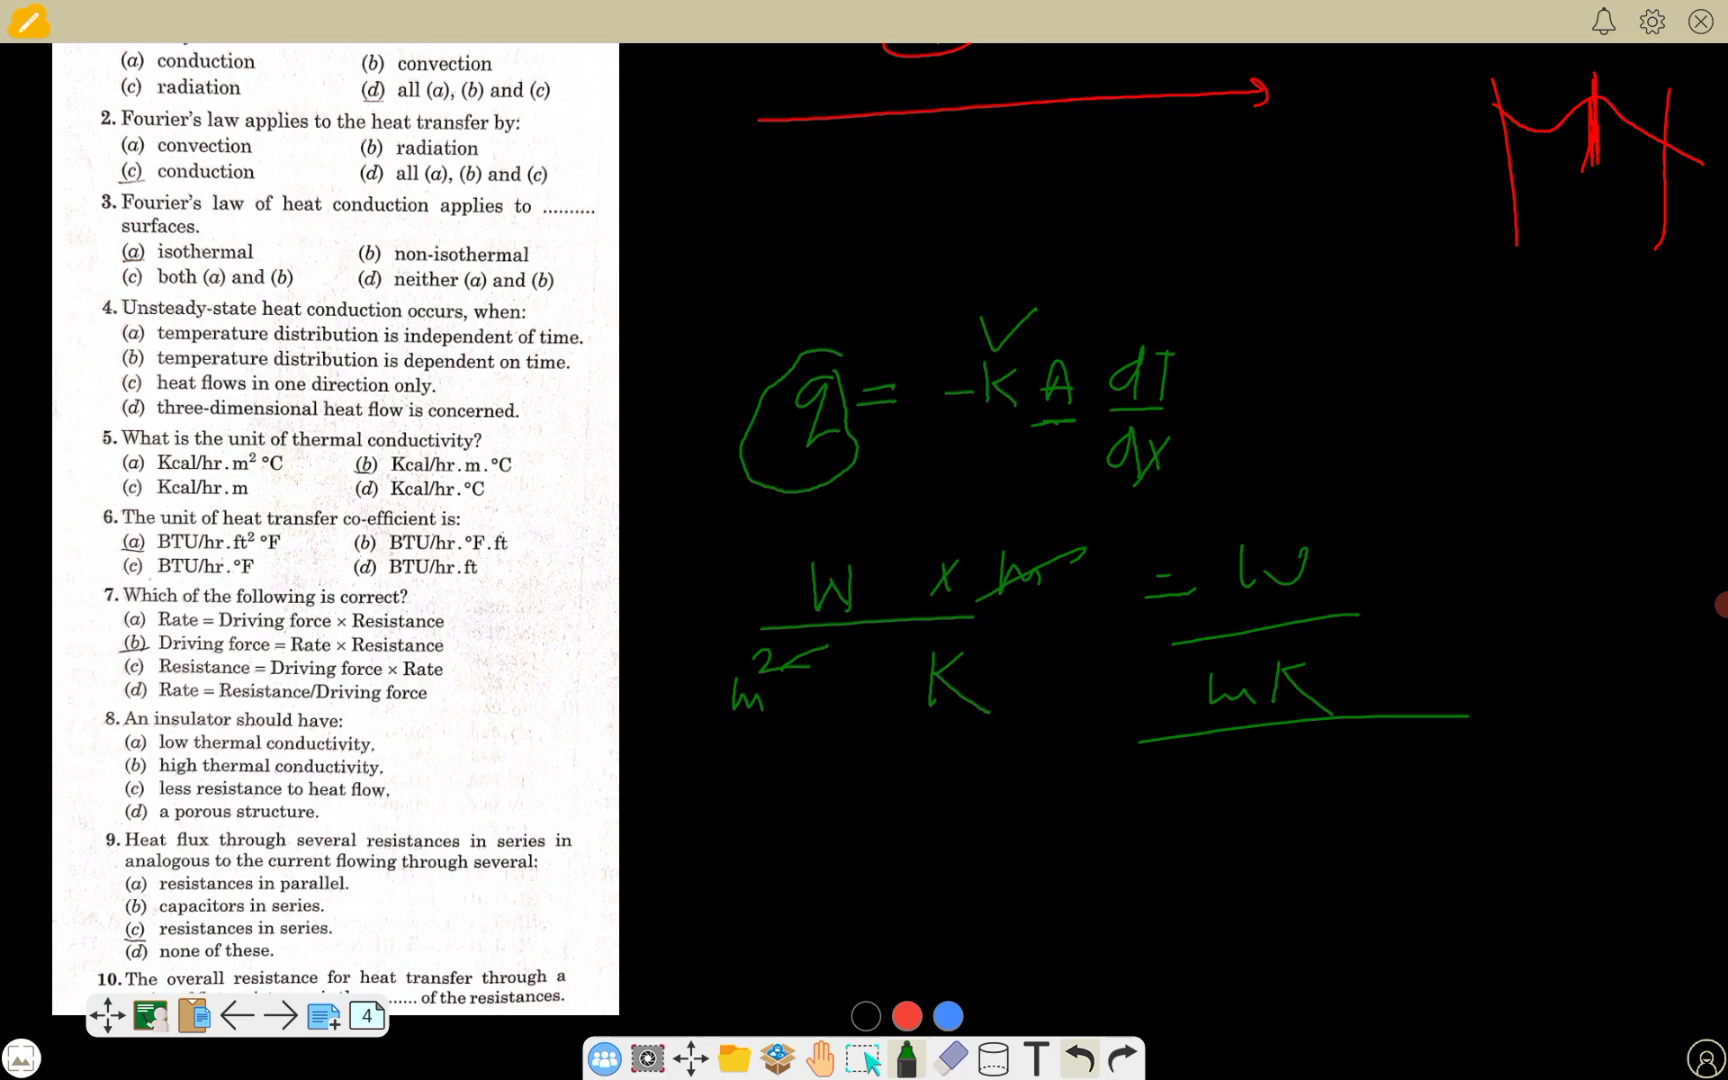 (a) conduction (b) convection
(c) radiation (d) all (a), (b) and (c)
2. Fourier's law applies to the heat transfer by:
(a) convection (b) radiation
(c) conduction (d) all (a), (b) and (c)
3. Fourier's law of heat conduction applies to ..........
surfaces.
(a) isothermal (b) non-isothermal
(c) both (a) and (b) (d) neither (a) and (b)
4. Unsteady-state heat conduction occurs, when:
(a) temperature distribution is independent of time.
(b) temperature distribution is dependent on time.
(c) heat flows in one direction only.
(d) three-dimensional heat flow is concerned.
5. What is the unit of thermal conductivity?
(a) Kcal/hr.m² °C (b) Kcal/hr.m.°C
(c) Kcal/hr.m (d) Kcal/hr.°C
6. The unit of heat transfer co-efficient is:
(a) BTU/hr.ft² °F (b) BTU/hr.°F.ft
(c) BTU/hr.°F (d) BTU/hr.ft
7. Which of the following is correct?
(a) Rate = Driving force × Resistance
(b) Driving force = Rate × Resistance
(c) Resistance = Driving force × Rate
(d) Rate = Resistance/Driving force
8. An insulator should have:
(a) low thermal conductivity.
(b) high thermal conductivity.
(c) less resistance to heat flow.
(d) a porous structure.
9. Heat flux through several resistances in series in
analogous to the current flowing through several:
(a) resistances in parallel.
(b) capacitors in series.
(c) resistances in series.
(d) none of these.
10. The overall resistance for heat transfer through a
...... of the resistances.
4
q = -K A dT
dx
W × m = W
m² K mK
T